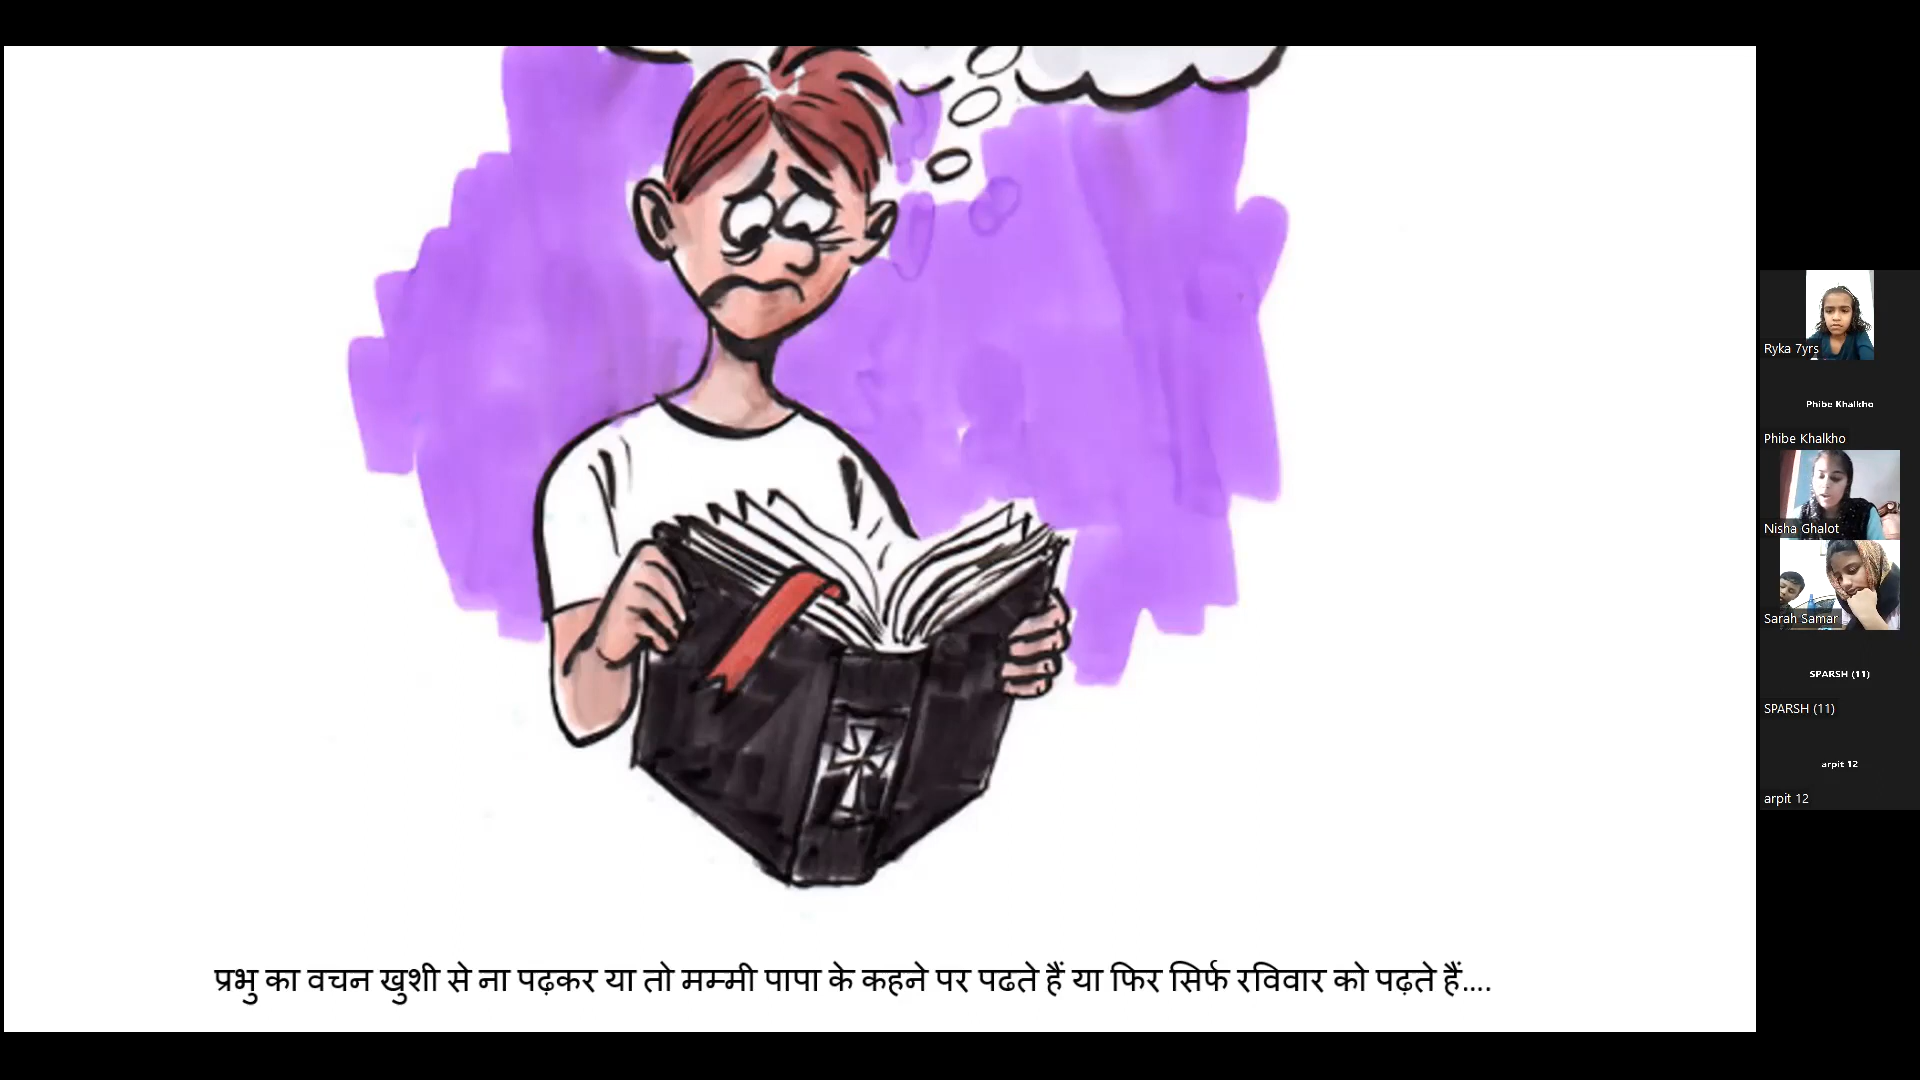 प्रभु का वचन खुशी से ना पढ़कर या तो मम्मी पापा के कहने पर पढते हैं या फिर सिर्फ रविवार को पढ़ते हैं....
Ryka 7yrs
Phibe Khalkho
Phibe Khalkho
Nisha Ghalot
Sarah Samar
SPARSH (11)
SPARSH (11)
arpit 12
arpit 12